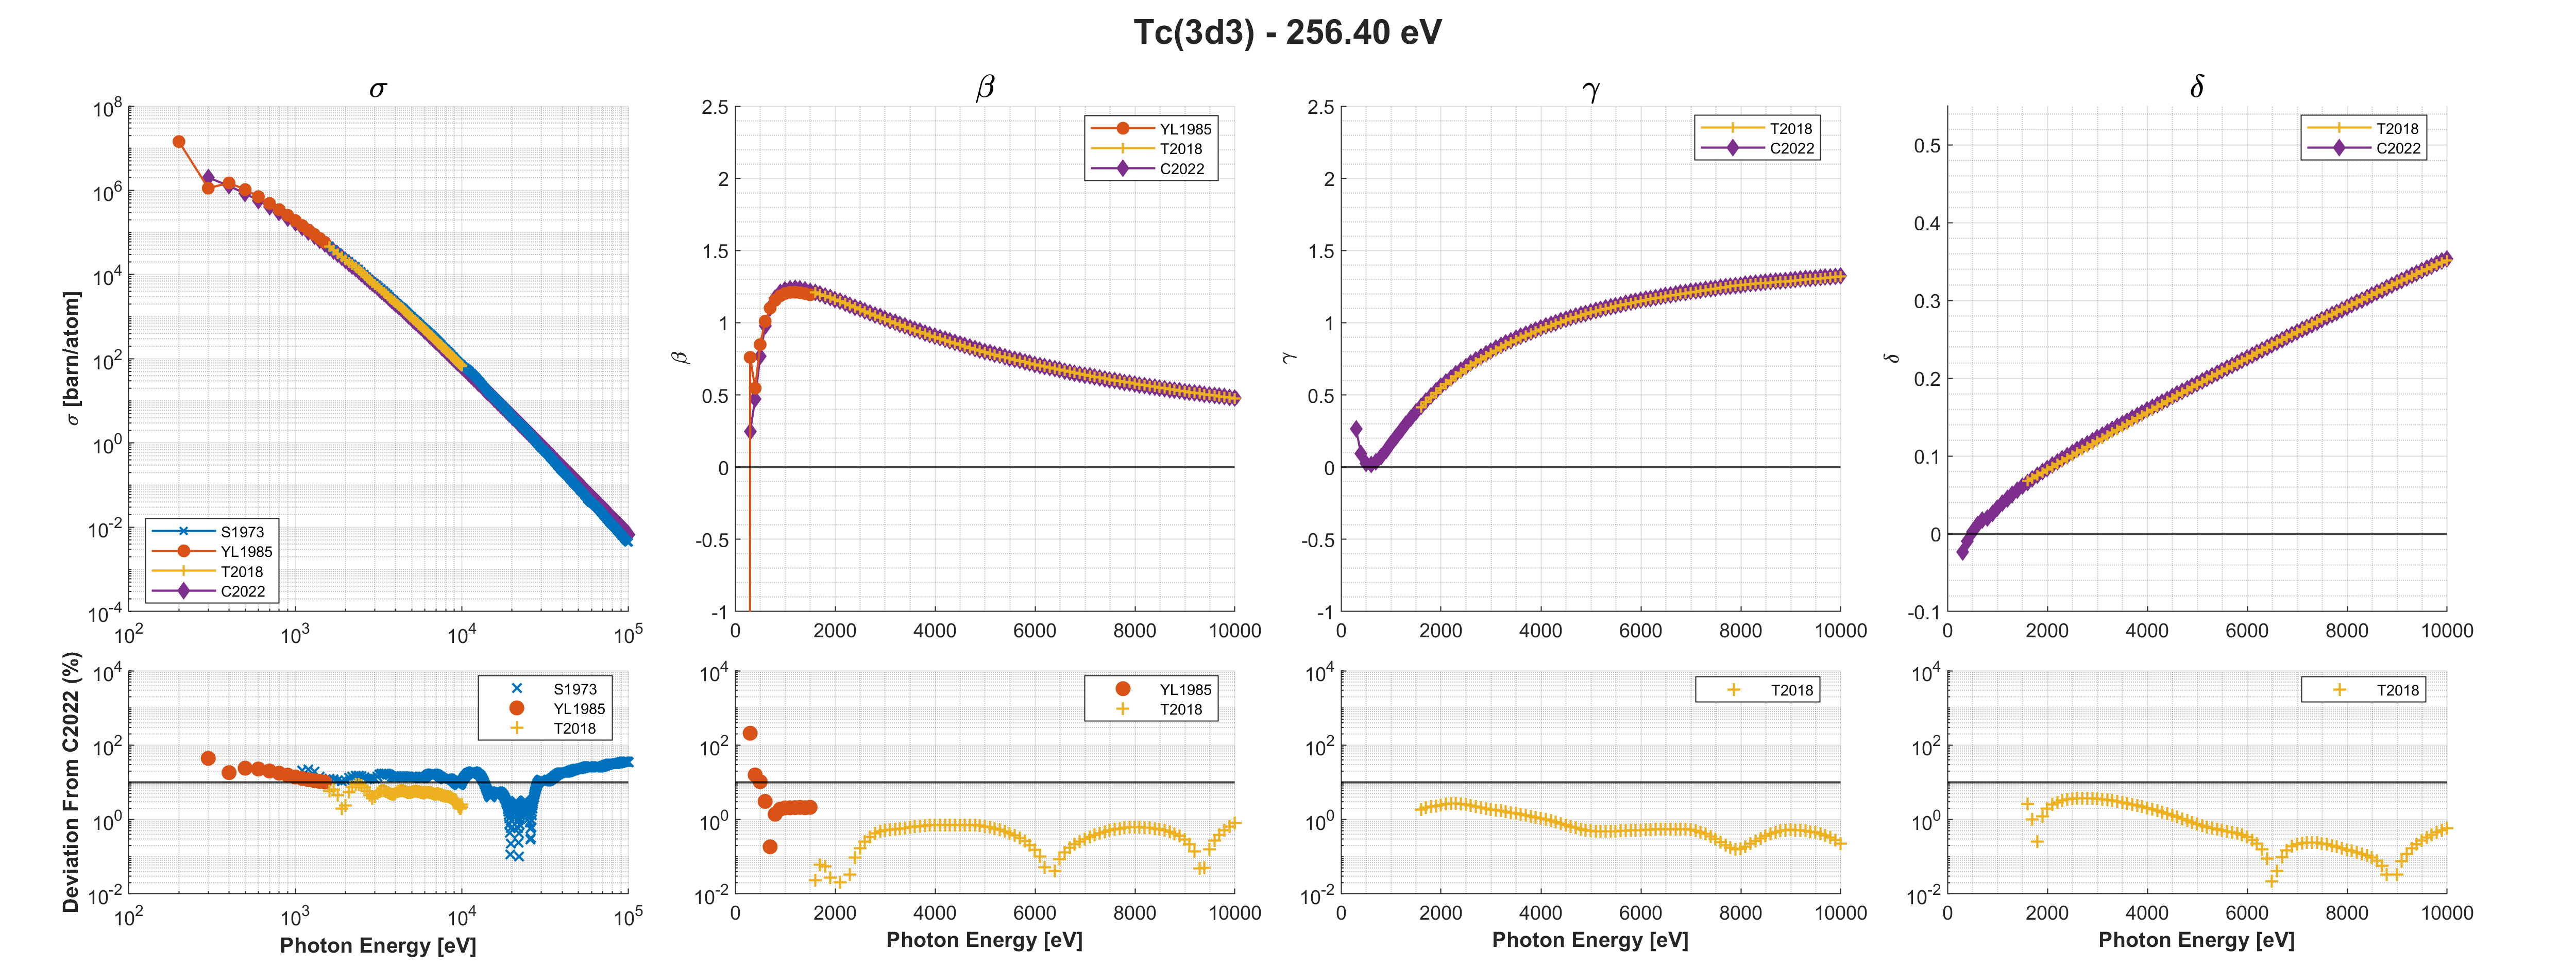 Tc(3d3) - 256.40 eV
σ
10^8
10^6
10^4
10^2
10^0
10^-2
10^-4
σ [barn/atom]
S1973
YL1985
T2018
C2022
10^2 10^3 10^4 10^5
β
2.5
2
1.5
1
0.5
0
-0.5
-1
β
YL1985
T2018
C2022
0 2000 4000 6000 8000 10000
γ
2.5
2
1.5
1
0.5
0
-0.5
-1
γ
T2018
C2022
0 2000 4000 6000 8000 10000
δ
0.5
0.4
0.3
0.2
0.1
0
-0.1
δ
T2018
C2022
0 2000 4000 6000 8000 10000
Deviation From C2022 (%)
10^4
10^2
10^0
10^-2
S1973
YL1985
T2018
10^2 10^3 10^4 10^5
Photon Energy [eV]
10^4
10^2
10^0
10^-2
YL1985
T2018
0 2000 4000 6000 8000 10000
Photon Energy [eV]
10^4
10^2
10^0
10^-2
T2018
0 2000 4000 6000 8000 10000
Photon Energy [eV]
10^4
10^2
10^0
10^-2
T2018
0 2000 4000 6000 8000 10000
Photon Energy [eV]